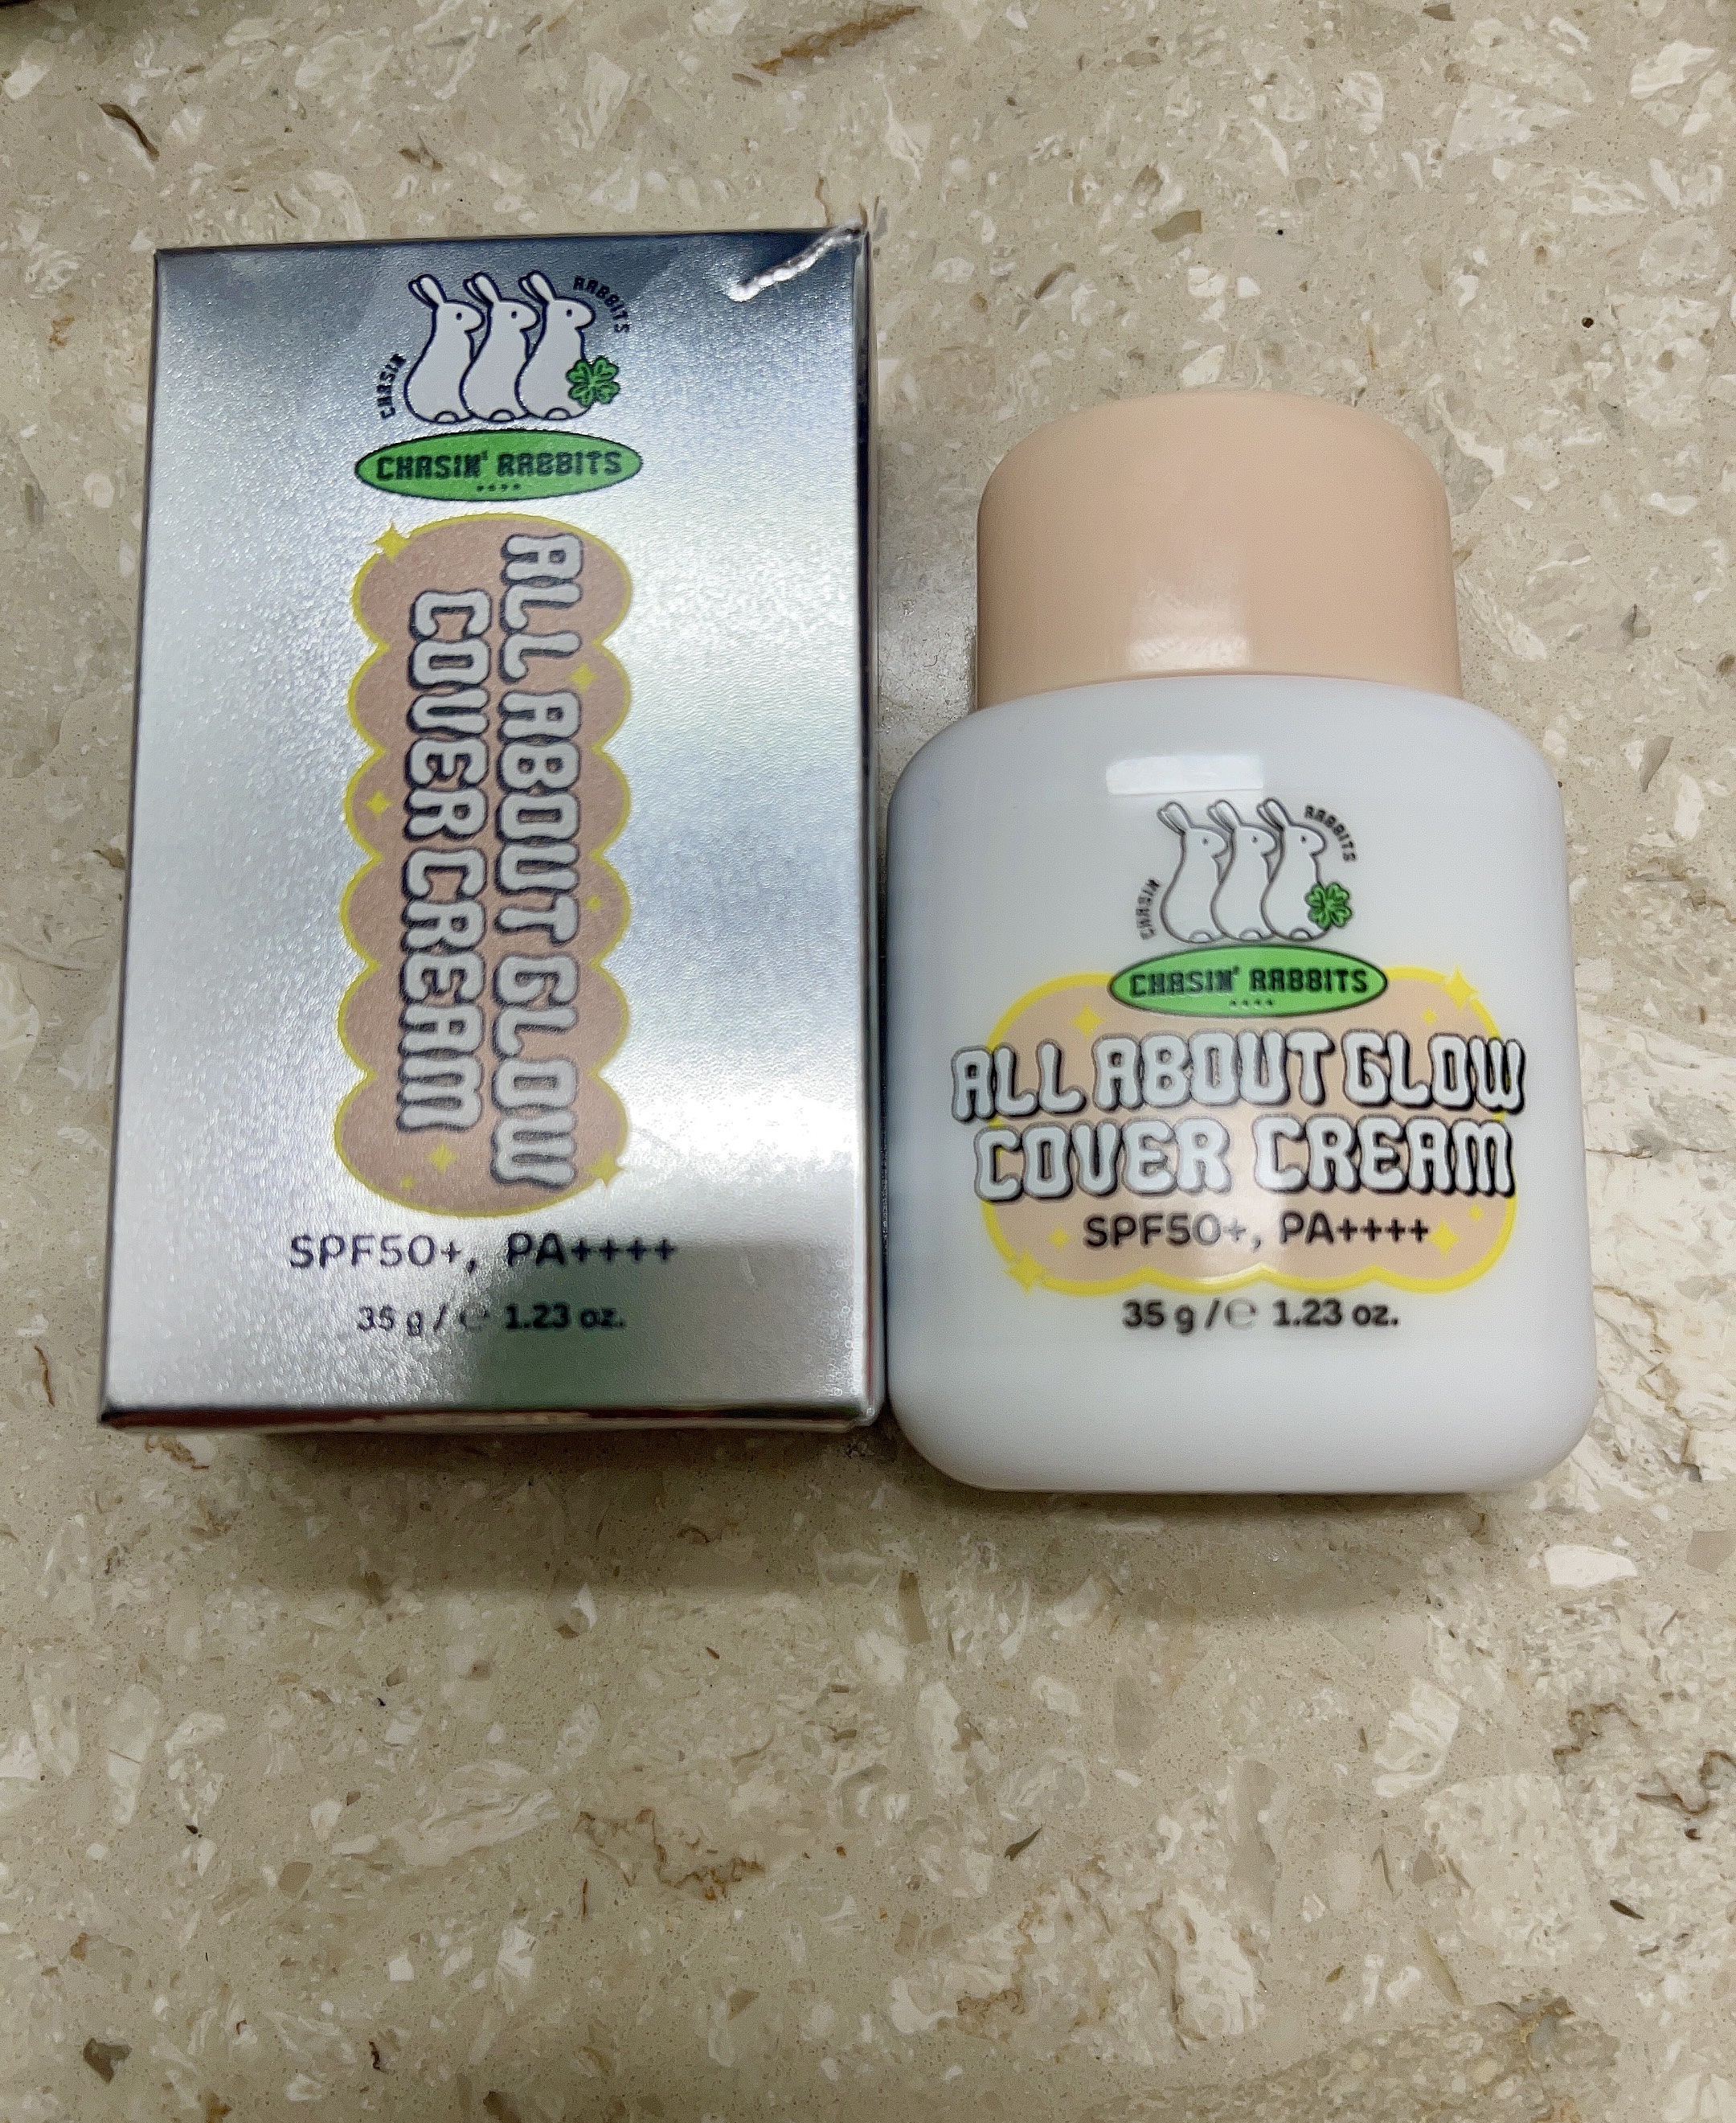 CHASIN RABBITS
CHASIN' RABBITS
ALL ABOUT GLOW
COVER CREAM
SPF50+, PA++++
35 g / ℮ 1.23 oz.
CHASIN RABBITS
CHASIN' RABBITS
ALL ABOUT GLOW
COVER CREAM
SPF50+, PA++++
35 g / ℮ 1.23 oz.